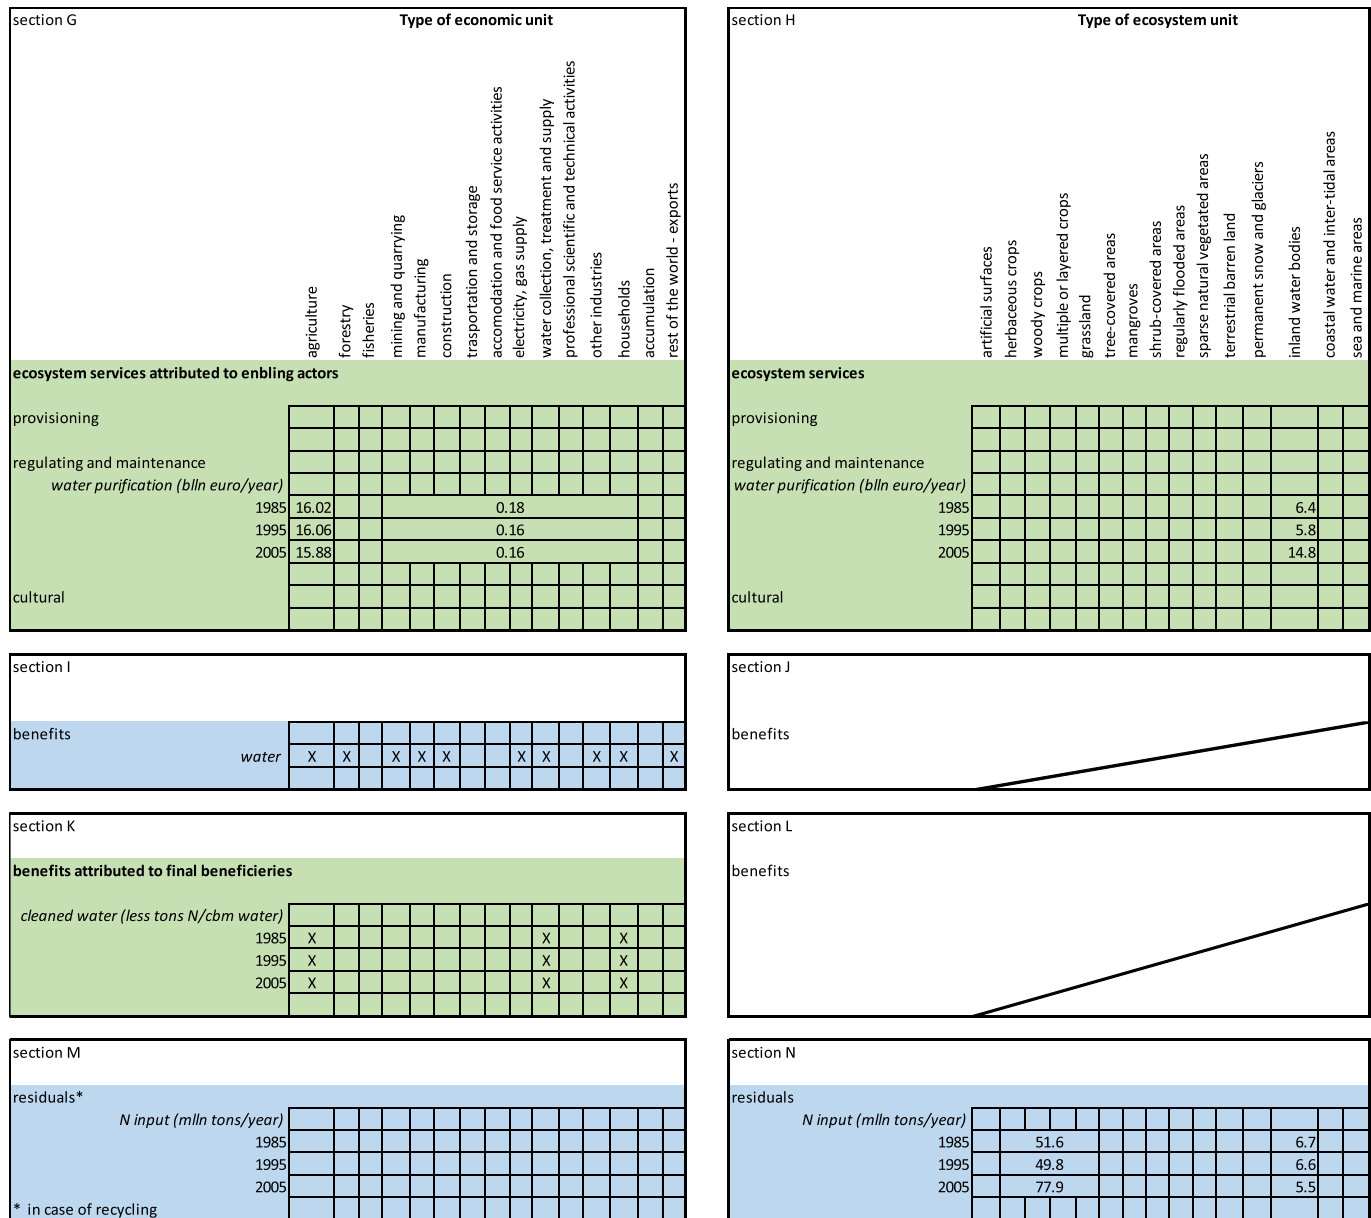 section G
Type of economic unit
agriculture
forestry
fisheries
mining and quarrying
manufacturing
construction
trasportation and storage
accomodation and food service activities
electricity, gas supply
water collection, treatment and supply
professional scientific and technical activities
other industries
households
accumulation
rest of the world - exports
ecosystem services attributed to enbling actors
provisioning
regulating and maintenance
water purification (blln euro/year)
1985 16.02 0.18
1995 16.06 0.16
2005 15.88 0.16
cultural
section H
Type of ecosystem unit
artificial surfaces
herbaceous crops
woody crops
multiple or layered crops
grassland
tree-covered areas
mangroves
shrub-covered areas
regularly flooded areas
sparse natural vegetated areas
terrestrial barren land
permanent snow and glaciers
inland water bodies
coastal water and inter-tidal areas
sea and marine areas
ecosystem services
provisioning
regulating and maintenance
water purification (blln euro/year)
1985 6.4
1995 5.8
2005 14.8
cultural
section I
benefits
water X X X X X X X X X X
section J
benefits
section K
benefits attributed to final beneficieries
cleaned water (less tons N/cbm water)
1985 X X X
1995 X X X
2005 X X X
section L
benefits
section M
residuals*
N input (mlln tons/year)
1985
1995
2005
* in case of recycling
section N
residuals
N input (mlln tons/year)
1985 51.6 6.7
1995 49.8 6.6
2005 77.9 5.5